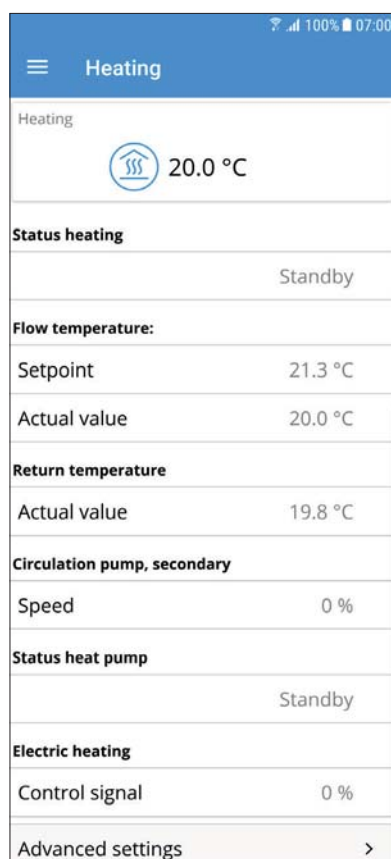 100% 07:00
Heating
Heating
20.0 °C
Status heating
Standby
Flow temperature:
Setpoint 21.3 °C
Actual value 20.0 °C
Return temperature
Actual value 19.8 °C
Circulation pump, secondary
Speed 0 %
Status heat pump
Standby
Electric heating
Control signal 0 %
Advanced settings >